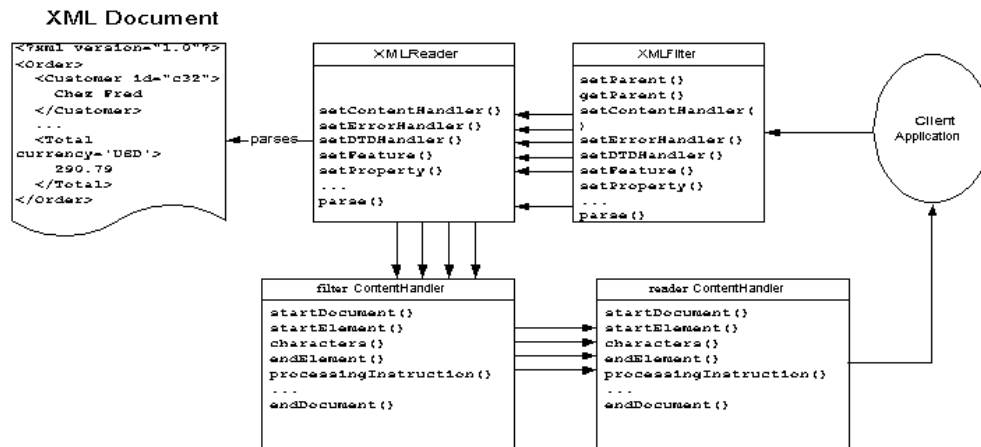 XML Document
<?xml version="1.0"?>
<Order>
<Customer id="c32">
Chez Fred
</Customer>
...
<Total
currency='USD'>
290.79
</Total>
</Order>
parses
XMLReader
setContentHandler()
setErrorHandler()
setDTDHandler()
setFeature()
setProperty()
...
parse()
XMLFilter
setParent()
getParent()
setContentHandler(
)
setErrorHandler()
setDTDHandler()
setFeature()
setProperty()
...
parse()
Client
Application
filter ContentHandler
startDocument()
startElement()
characters()
endElement()
processingInstruction()
...
endDocument()
reader ContentHandler
startDocument()
startElement()
characters()
endElement()
processingInstruction()
...
endDocument()